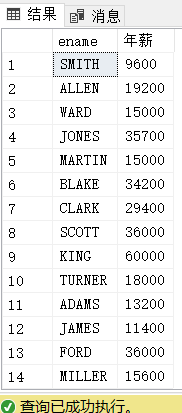 结果 消息
ename 年薪
1 SMITH 9600
2 ALLEN 19200
3 WARD 15000
4 JONES 35700
5 MARTIN 15000
6 BLAKE 34200
7 CLARK 29400
8 SCOTT 36000
9 KING 60000
10 TURNER 18000
11 ADAMS 13200
12 JAMES 11400
13 FORD 36000
14 MILLER 15600
查询已成功执行。